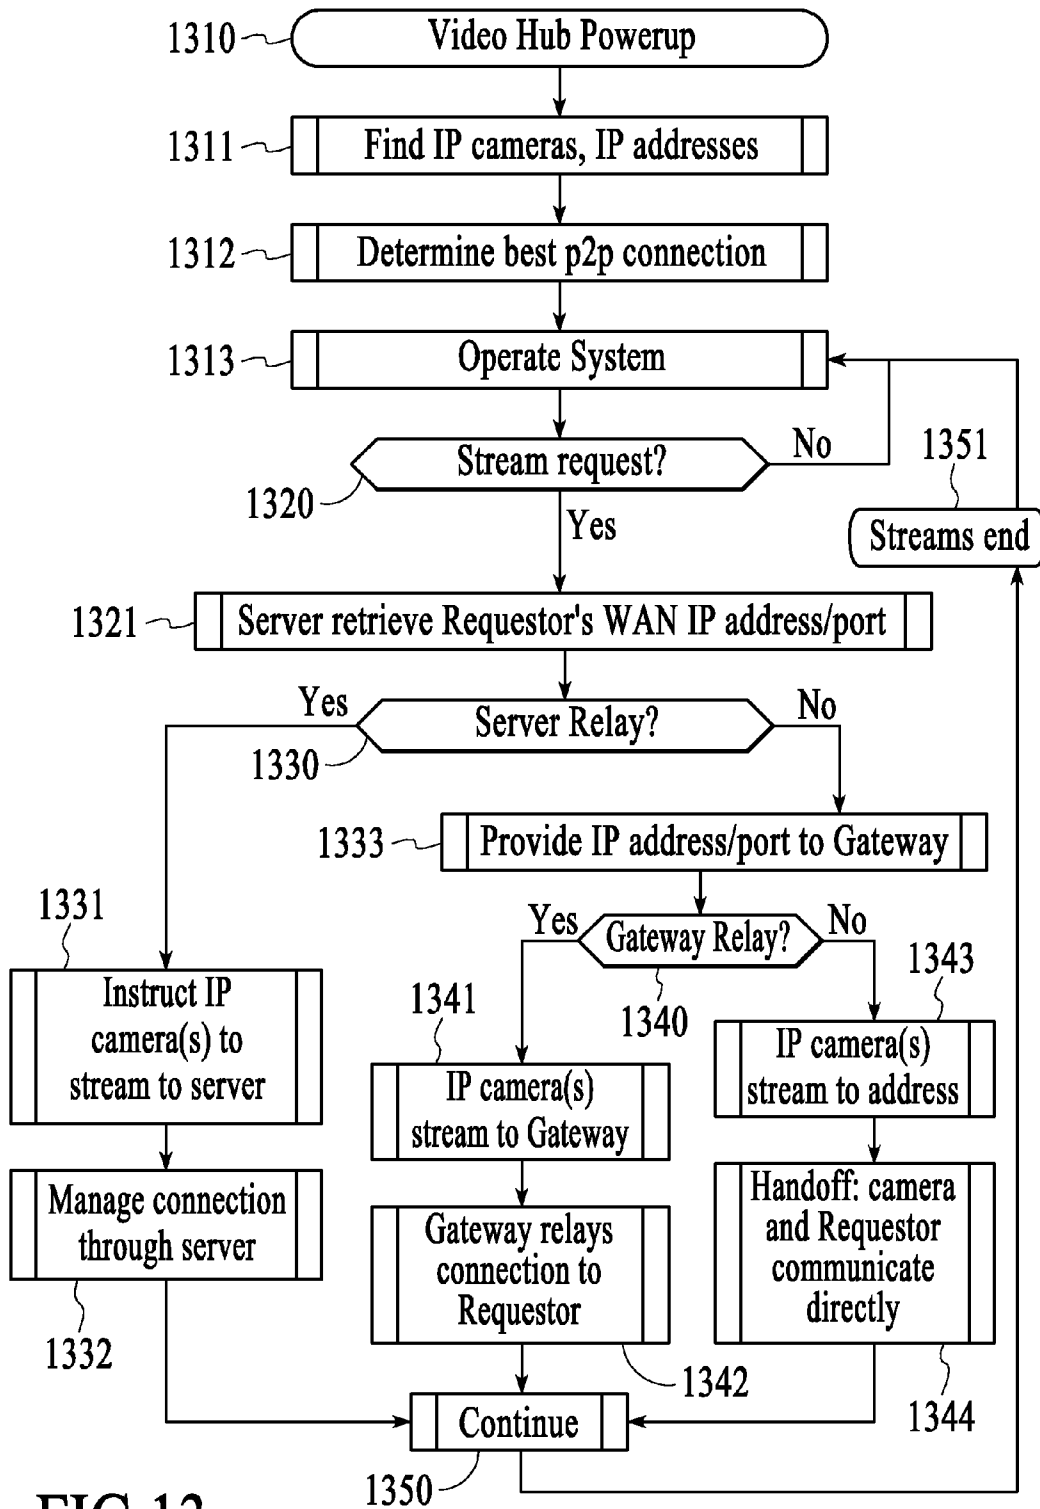 1310
Video Hub Powerup
1311
Find IP cameras, IP addresses
1312
Determine best p2p connection
1313
Operate System
Stream request?
No
1320
Yes
1351
Streams end
1321
Server retrieve Requestor's WAN IP address/port
Yes
Server Relay?
No
1330
1333
Provide IP address/port to Gateway
Yes
Gateway Relay?
No
1340
1331
Instruct IP
camera(s) to
stream to server
1341
IP camera(s)
stream to Gateway
1343
IP camera(s)
stream to address
Manage connection
through server
1332
Gateway relays
connection to
Requestor
1342
Handoff: camera
and Requestor
communicate
directly
1344
Continue
1350
FIG 13